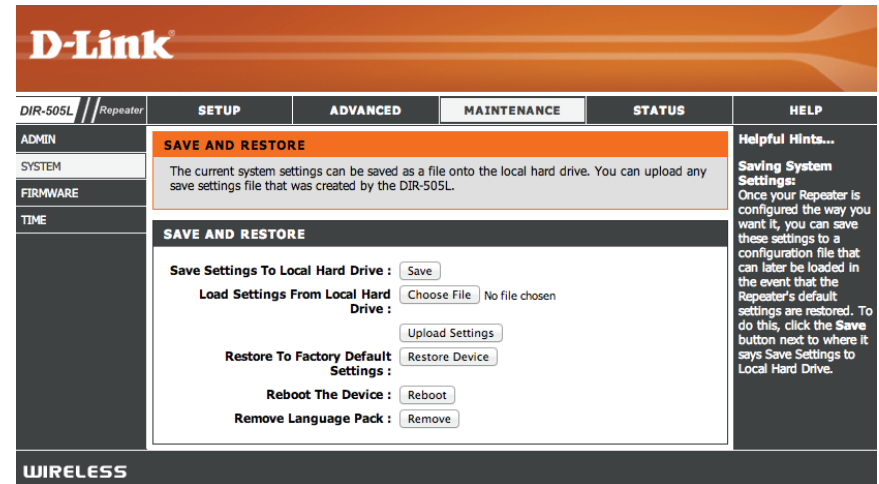 D-Link
DIR-505L // Repeater
SETUP
ADVANCED
MAINTENANCE
STATUS
HELP
ADMIN
SYSTEM
FIRMWARE
TIME
SAVE AND RESTORE
The current system settings can be saved as a file onto the local hard drive. You can upload any
save settings file that was created by the DIR-505L.
SAVE AND RESTORE
Save Settings To Local Hard Drive : Save
Load Settings From Local Hard
Drive : Choose File No file chosen
Upload Settings
Restore To Factory Default
Settings : Restore Device
Reboot The Device : Reboot
Remove Language Pack : Remove
Helpful Hints...
Saving System
Settings:
Once your Repeater is
configured the way you
want it, you can save
these settings to a
configuration file that
can later be loaded in
the event that the
Repeater's default
settings are restored. To
do this, click the Save
button next to where it
says Save Settings to
Local Hard Drive.
WIRELESS